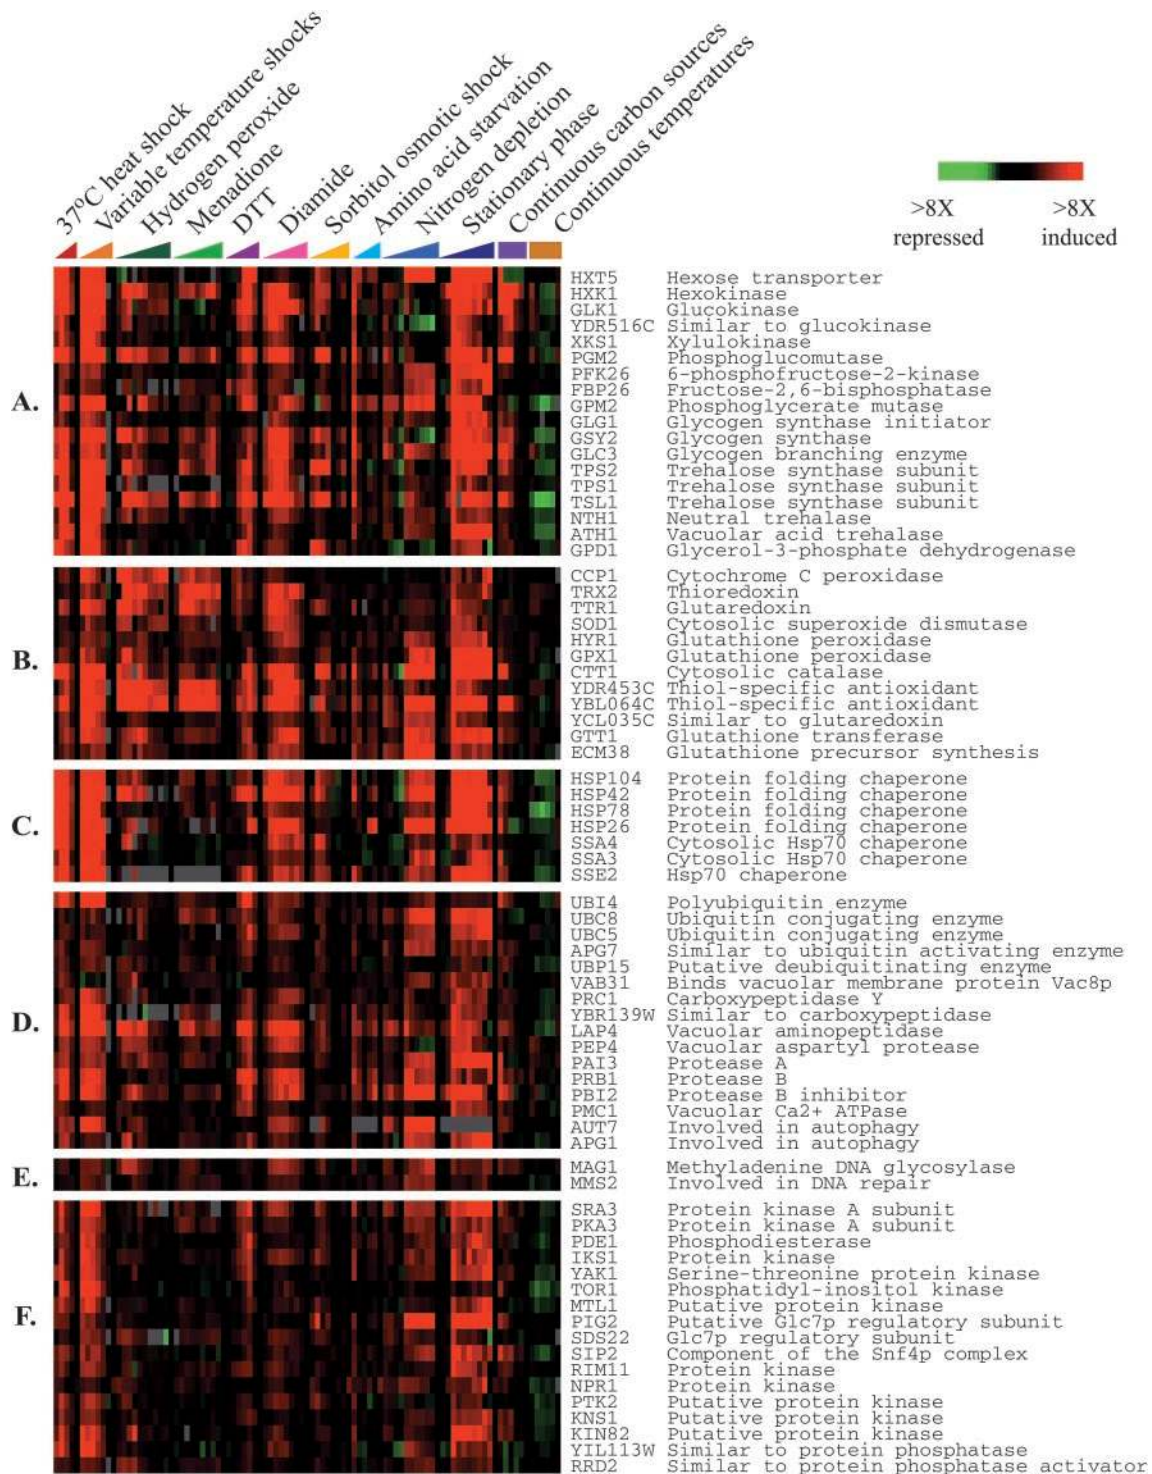 37°C heat shock
Variable temperature shocks
Hydrogen peroxide
Menadione
DTT
Diamide
Sorbitol osmotic shock
Amino acid starvation
Nitrogen depletion
Stationary phase
Continuous carbon sources
Continuous temperatures
>8X repressed
>8X induced
A.
HXT5 Hexose transporter
HXK1 Hexokinase
GLK1 Glucokinase
YDR516C Similar to glucokinase
XKS1 Xylulokinase
PGM2 Phosphoglucomutase
PFK26 6-phosphofructose-2-kinase
FBP26 Fructose-2,6-bisphosphatase
GPM2 Phosphoglycerate mutase
GLG1 Glycogen synthase initiator
GSY2 Glycogen synthase
GLC3 Glycogen branching enzyme
TPS2 Trehalose synthase subunit
TPS1 Trehalose synthase subunit
TSL1 Trehalose synthase subunit
NTH1 Neutral trehalase
ATH1 Vacuolar acid trehalase
GPD1 Glycerol-3-phosphate dehydrogenase
B.
CCP1 Cytochrome C peroxidase
TRX2 Thioredoxin
TTR1 Glutaredoxin
SOD1 Cytosolic superoxide dismutase
HYR1 Glutathione peroxidase
GPX1 Glutathione peroxidase
CTT1 Cytosolic catalase
YDR453C Thiol-specific antioxidant
YBL064C Thiol-specific antioxidant
YCL035C Similar to glutaredoxin
GTT1 Glutathione transferase
ECM38 Glutathione precursor synthesis
C.
HSP104 Protein folding chaperone
HSP42 Protein folding chaperone
HSP78 Protein folding chaperone
HSP26 Protein folding chaperone
SSA4 Cytosolic Hsp70 chaperone
SSA3 Cytosolic Hsp70 chaperone
SSE2 Hsp70 chaperone
D.
UBI4 Polyubiquitin enzyme
UBC8 Ubiquitin conjugating enzyme
UBC5 Ubiquitin conjugating enzyme
APG7 Similar to ubiquitin activating enzyme
UBP15 Putative deubiquitinating enzyme
VAB31 Binds vacuolar membrane protein Vac8p
PRC1 Carboxypeptidase Y
YBR139W Similar to carboxypeptidase
LAP4 Vacuolar aminopeptidase
PEP4 Vacuolar aspartyl protease
PAI3 Protease A
PRB1 Protease B
PBI2 Protease B inhibitor
PMC1 Vacuolar Ca2+ ATPase
AUT7 Involved in autophagy
APG1 Involved in autophagy
E.
MAG1 Methyladenine DNA glycosylase
MMS2 Involved in DNA repair
F.
SRA3 Protein kinase A subunit
PKA3 Protein kinase A subunit
PDE1 Phosphodiesterase
IKS1 Protein kinase
YAK1 Serine-threonine protein kinase
TOR1 Phosphatidyl-inositol kinase
MTL1 Putative protein kinase
PIG2 Putative Glc7p regulatory subunit
SDS22 Glc7p regulatory subunit
SIP2 Component of the Snf4p complex
RIM11 Protein kinase
NPR1 Protein kinase
PTK2 Putative protein kinase
KNS1 Putative protein kinase
KIN82 Putative protein kinase
YIL113W Similar to protein phosphatase
RRD2 Similar to protein phosphatase activator